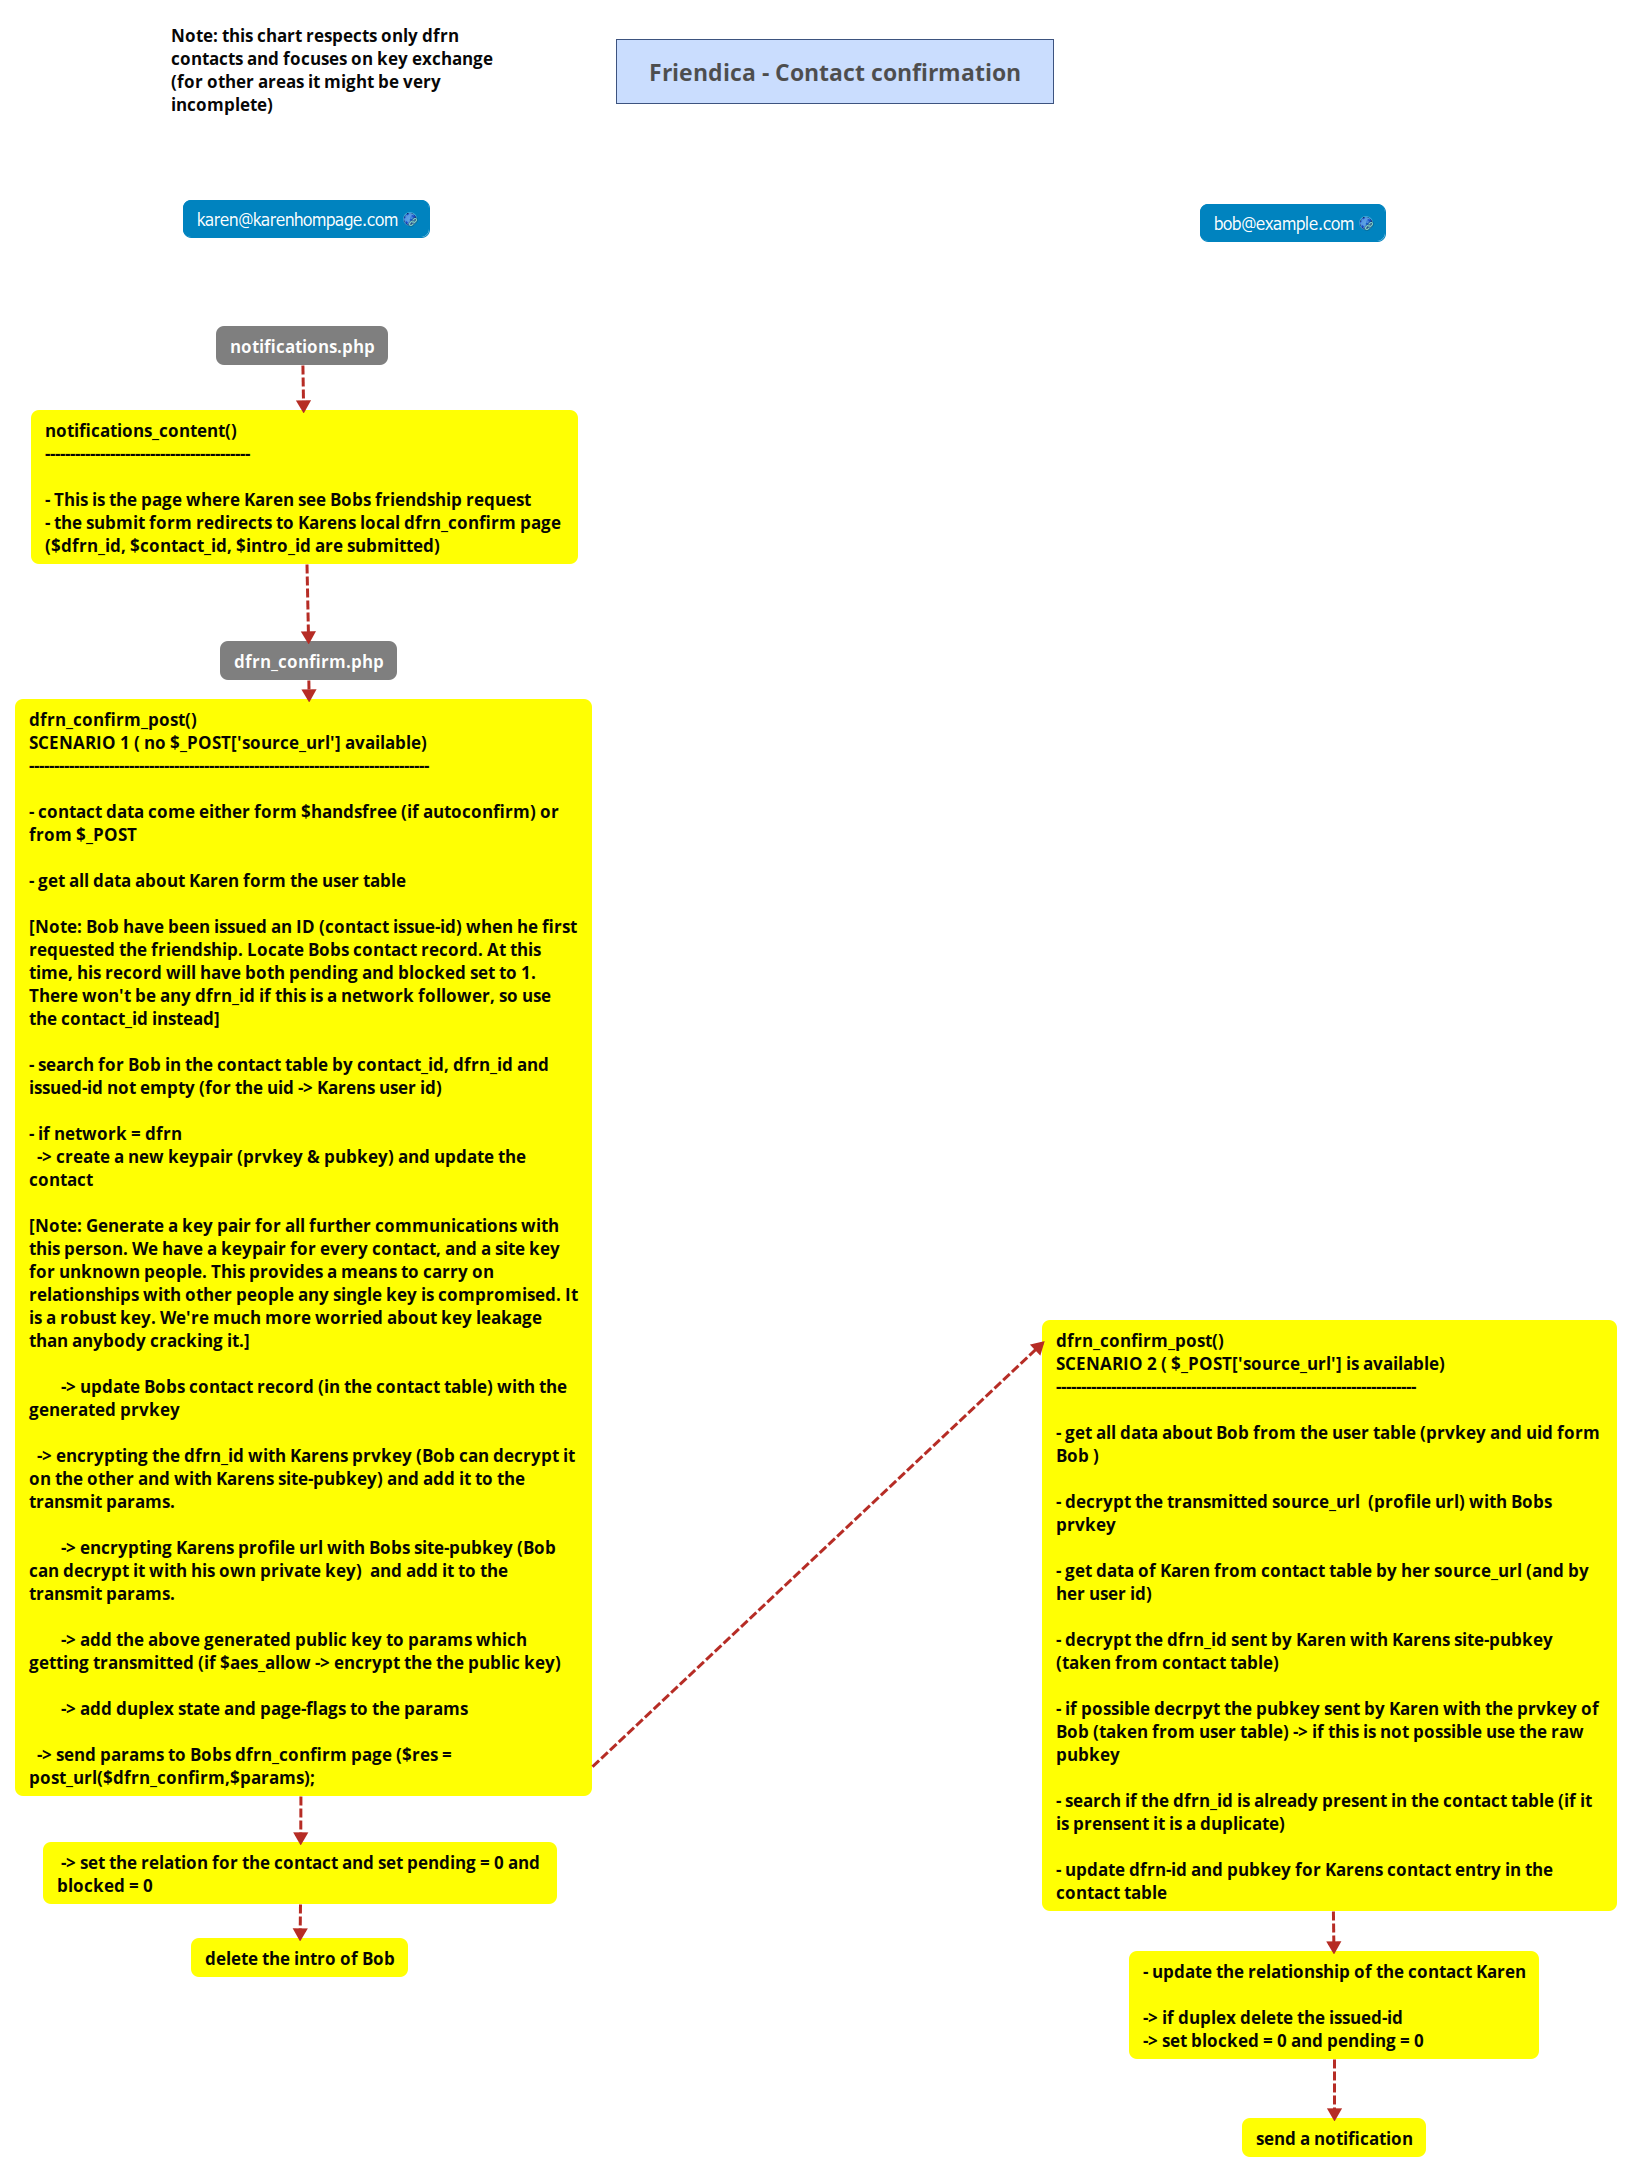 Note: this chart respects only dfrn
contacts and focuses on key exchange
(for other areas it might be very
incomplete)
Friendica - Contact confirmation
karen@karenhompage.com
bob@example.com
notifications.php
notifications_content()
-----------------------------------------
- This is the page where Karen see Bobs friendship request
- the submit form redirects to Karens local dfrn_confirm page
($dfrn_id, $contact_id, $intro_id are submitted)
dfrn_confirm.php
dfrn_confirm_post()
SCENARIO 1 ( no $_POST['source_url'] available)
--------------------------------------------------------------------------------
- contact data come either form $handsfree (if autoconfirm) or
from $_POST
- get all data about Karen form the user table
[Note: Bob have been issued an ID (contact issue-id) when he first
requested the friendship. Locate Bobs contact record. At this
time, his record will have both pending and blocked set to 1.
There won't be any dfrn_id if this is a network follower, so use
the contact_id instead]
- search for Bob in the contact table by contact_id, dfrn_id and
issued-id not empty (for the uid -> Karens user id)
- if network = dfrn
-> create a new keypair (prvkey & pubkey) and update the
contact
[Note: Generate a key pair for all further communications with
this person. We have a keypair for every contact, and a site key
for unknown people. This provides a means to carry on
relationships with other people any single key is compromised. It
is a robust key. We're much more worried about key leakage
than anybody cracking it.]
-> update Bobs contact record (in the contact table) with the
generated prvkey
-> encrypting the dfrn_id with Karens prvkey (Bob can decrypt it
on the other and with Karens site-pubkey) and add it to the
transmit params.
-> encrypting Karens profile url with Bobs site-pubkey (Bob
can decrypt it with his own private key)  and add it to the
transmit params.
-> add the above generated public key to params which
getting transmitted (if $aes_allow -> encrypt the the public key)
-> add duplex state and page-flags to the params
-> send params to Bobs dfrn_confirm page ($res =
post_url($dfrn_confirm,$params);
-> set the relation for the contact and set pending = 0 and
blocked = 0
delete the intro of Bob
dfrn_confirm_post()
SCENARIO 2 ( $_POST['source_url'] is available)
------------------------------------------------------------------------
- get all data about Bob from the user table (prvkey and uid form
Bob )
- decrypt the transmitted source_url  (profile url) with Bobs
prvkey
- get data of Karen from contact table by her source_url (and by
her user id)
- decrypt the dfrn_id sent by Karen with Karens site-pubkey
(taken from contact table)
- if possible decrpyt the pubkey sent by Karen with the prvkey of
Bob (taken from user table) -> if this is not possible use the raw
pubkey
- search if the dfrn_id is already present in the contact table (if it
is prensent it is a duplicate)
- update dfrn-id and pubkey for Karens contact entry in the
contact table
- update the relationship of the contact Karen
-> if duplex delete the issued-id
-> set blocked = 0 and pending = 0
send a notification